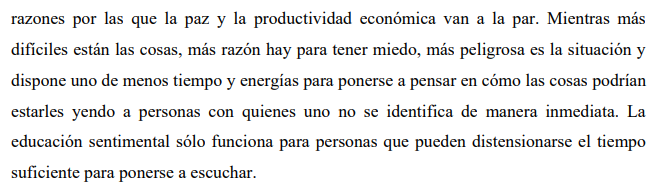 razones por las que la paz y la productividad económica van a la par. Mientras más
difíciles están las cosas, más razón hay para tener miedo, más peligrosa es la situación y
dispone uno de menos tiempo y energías para ponerse a pensar en cómo las cosas podrían
estarles yendo a personas con quienes uno no se identifica de manera inmediata. La
educación sentimental sólo funciona para personas que pueden distensionarse el tiempo
suficiente para ponerse a escuchar.